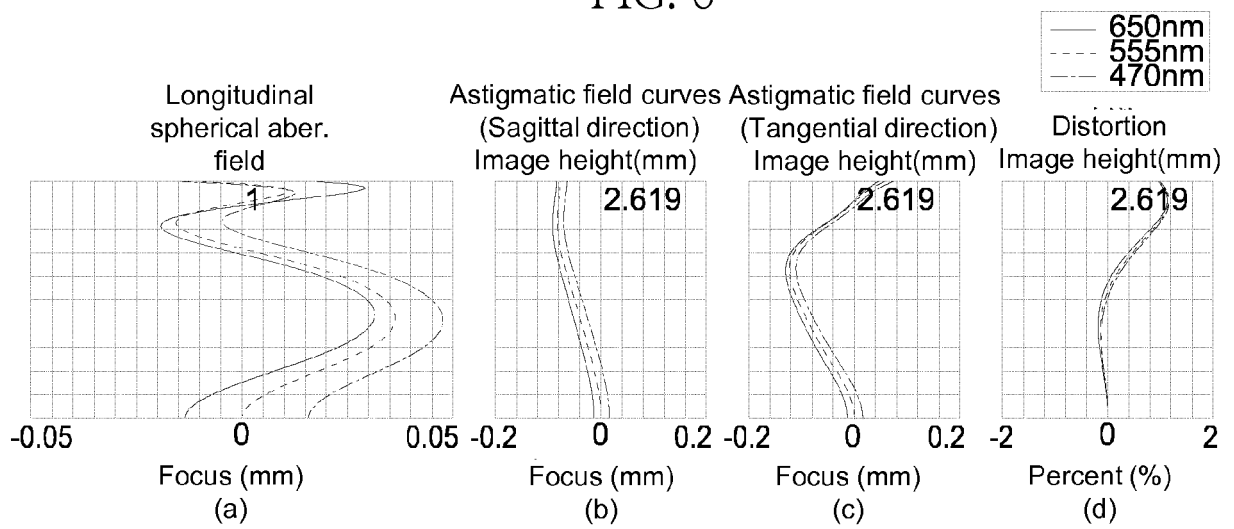 FIG. 6
650nm
555nm
470nm
Longitudinal
spherical aber.
field
1
-0.05 0 0.05
Focus (mm)
(a)
Astigmatic field curves
(Sagittal direction)
Image height(mm)
2.619
-0.2 0 0.2
Focus (mm)
(b)
Astigmatic field curves
(Tangential direction)
Image height(mm)
2.619
-0.2 0 0.2
Focus (mm)
(c)
Distortion
Image height(mm)
2.619
-2 0 2
Percent (%)
(d)